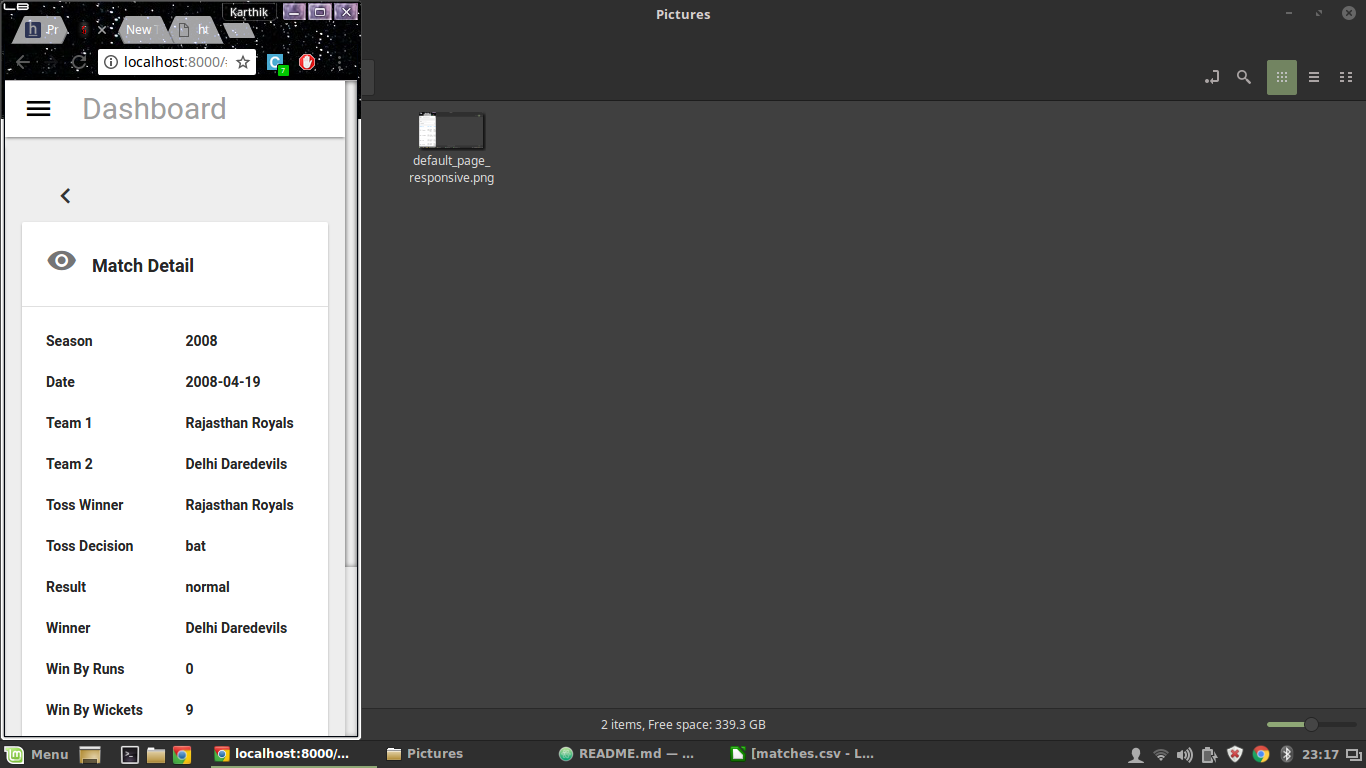 Karthik
Pr
New
ht
localhost:8000/
7
Dashboard
Match Detail
Season 2008
Date 2008-04-19
Team 1 Rajasthan Royals
Team 2 Delhi Daredevils
Toss Winner Rajasthan Royals
Toss Decision bat
Result normal
Winner Delhi Daredevils
Win By Runs 0
Win By Wickets 9
Pictures
default_page_
responsive.png
2 items, Free space: 339.3 GB
Menu
localhost:8000/...
Pictures
README.md — ...
[matches.csv - L...
23:17